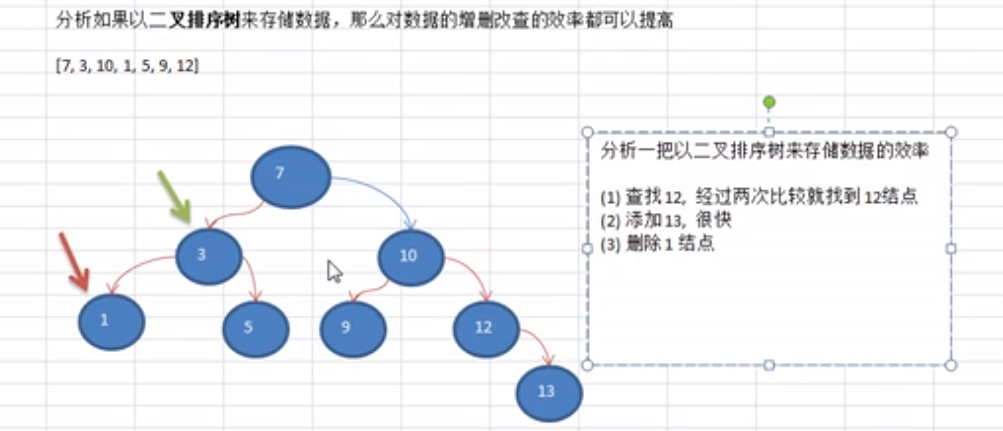 分析如果以二叉排序树来存储数据，那么对数据的增删改查的效率都可以提高
[7, 3, 10, 1, 5, 9, 12]
分析一把以二叉排序树来存储数据的效率
(1) 查找12, 经过两次比较就找到12结点
(2) 添加13, 很快
(3) 删除1 结点
7
3
10
1
5
9
12
13